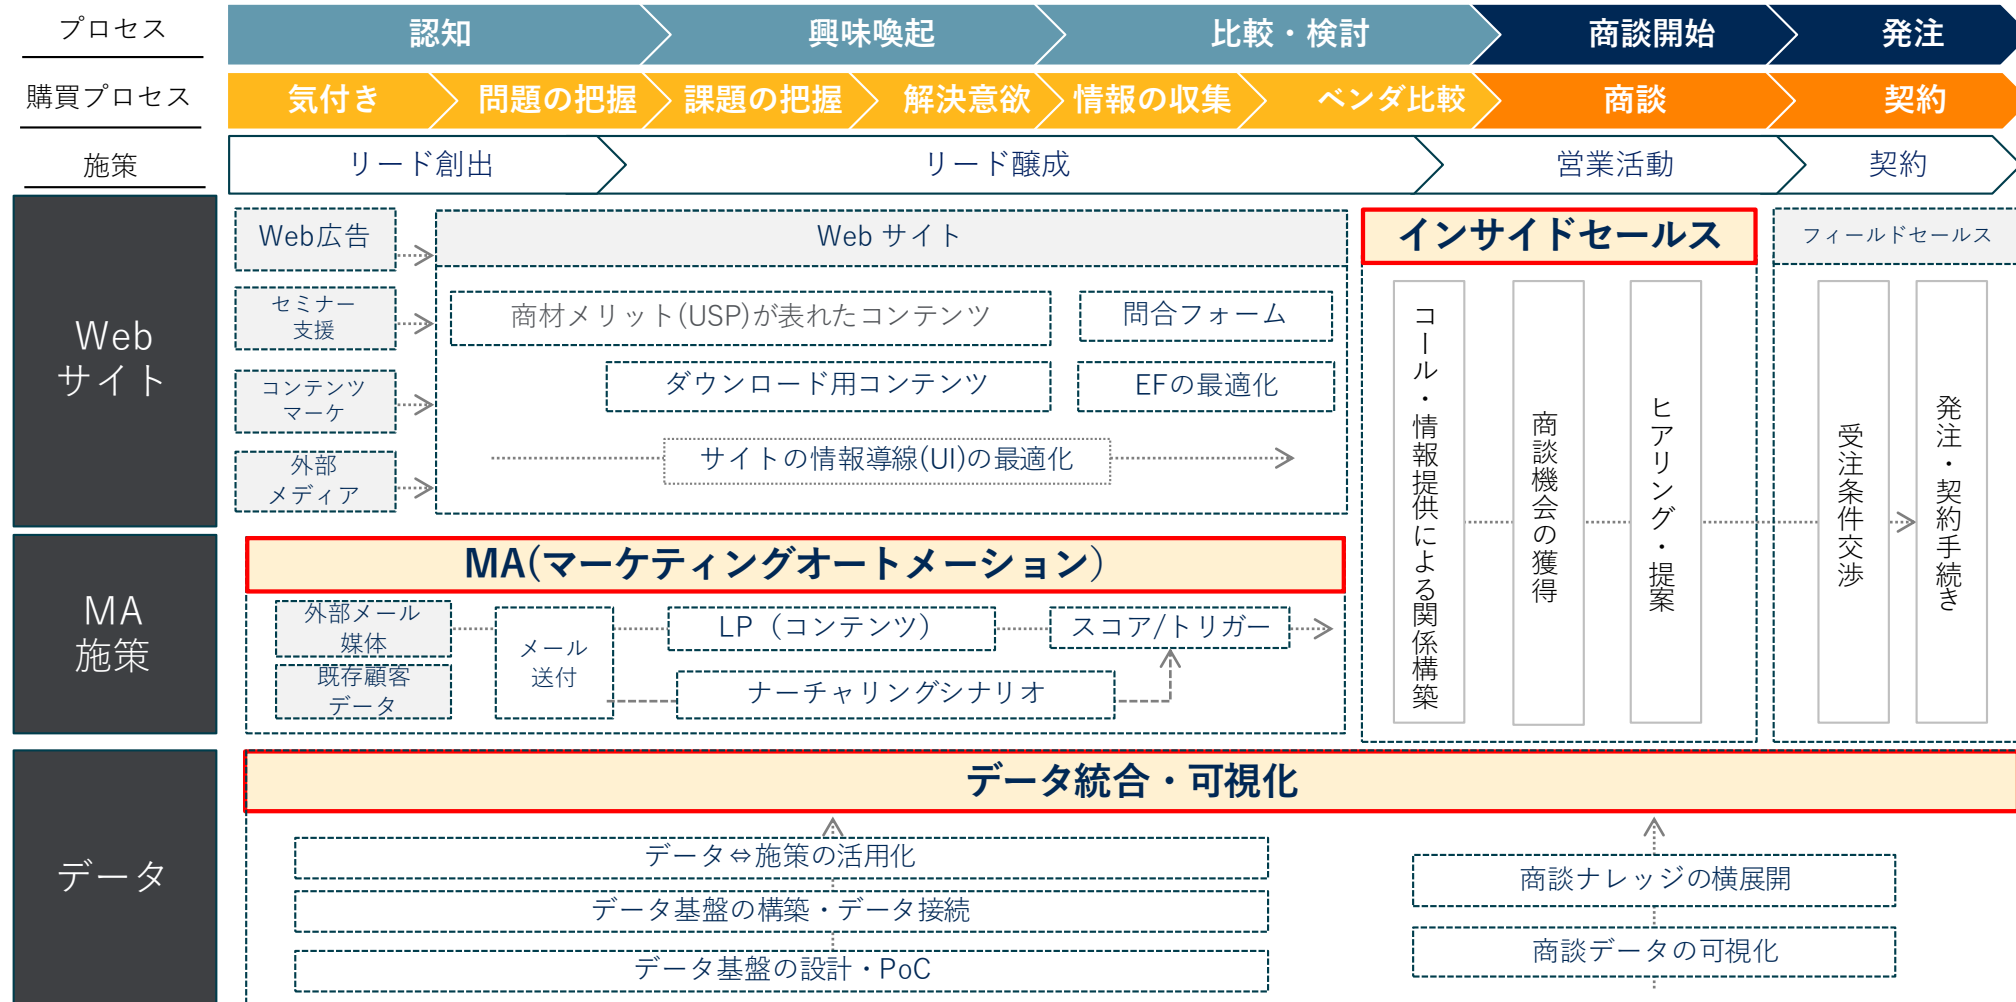 プロセス
認知
興味喚起
比較・検討
商談開始
発注
購買プロセス
気付き
問題の把握
課題の把握
解決意欲
情報の収集
ベンダ比較
商談
契約
施策
リード創出
リード醸成
営業活動
契約
Web
サイト
Web広告
セミナー
支援
コンテンツ
マーケ
外部
メディア
Web サイト
商材メリット(USP)が表れたコンテンツ
問合フォーム
ダウンロード用コンテンツ
EFの最適化
サイトの情報導線(UI)の最適化
インサイドセールス
コール・情報提供による関係構築
商談機会の獲得
ヒアリング・提案
フィールドセールス
受注条件交渉
発注・契約手続き
MA
施策
MA(マーケティングオートメーション）
外部メール
媒体
既存顧客
データ
メール
送付
LP（コンテンツ）
スコア/トリガー
ナーチャリングシナリオ
データ
データ統合・可視化
データ⇔施策の活用化
データ基盤の構築・データ接続
データ基盤の設計・PoC
商談ナレッジの横展開
商談データの可視化